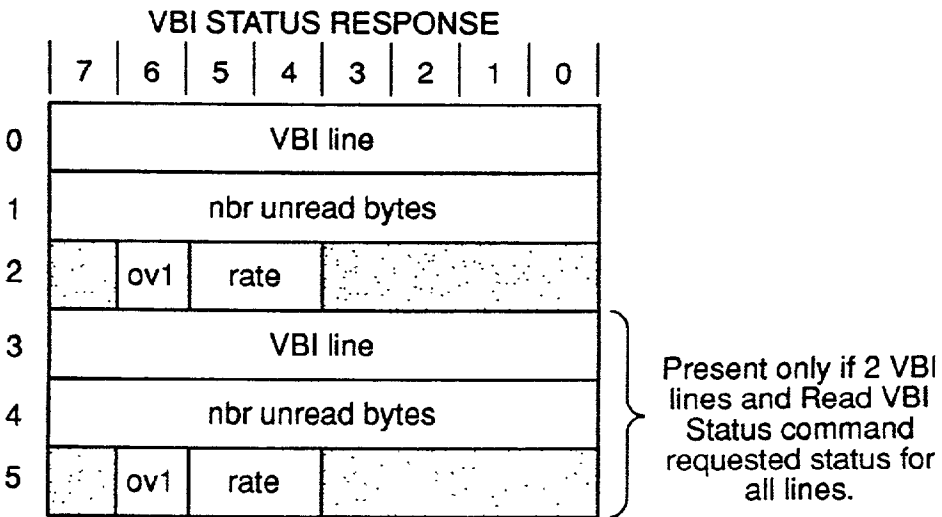 VBI STATUS RESPONSE
7 6 5 4 3 2 1 0
0 VBI line
1 nbr unread bytes
2 ov1 rate
3 VBI line
4 nbr unread bytes
5 ov1 rate
Present only if 2 VBI
lines and Read VBI
Status command
requested status for
all lines.